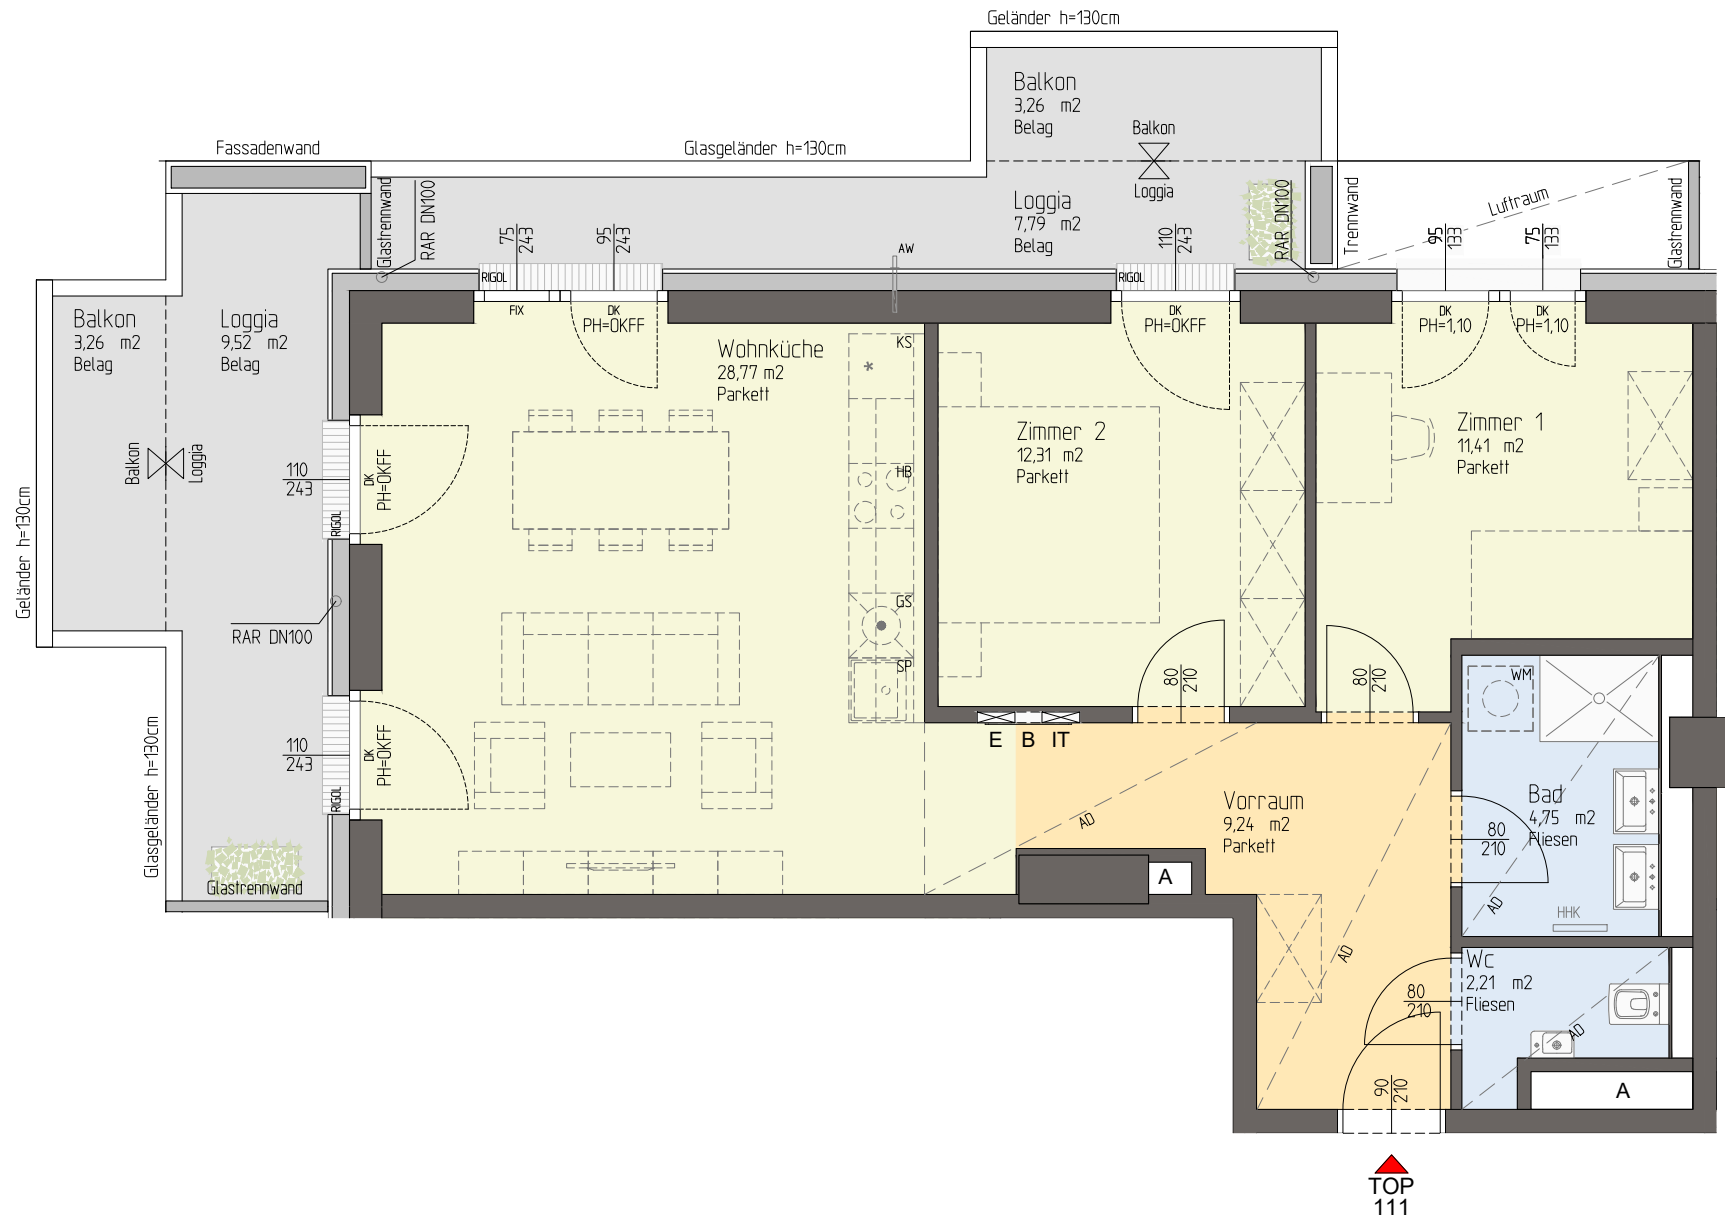 Geländer h=130cm
Balkon
3,26 m2
Belag
Balkon
Loggia
Fassadenwand
Glasgeländer h=130cm
Glastrennwand
RAR DN100
Loggia
7,79 m2
Belag
RAR DN100
Trennwand
Luftraum
Glastrennwand
75
243
95
243
AW
110
243
95
133
75
133
RIGOL
RIGOL
FIX
DK
PH=OKFF
DK
PH=OKFF
DK
PH=1,10
DK
PH=1,10
Balkon
3,26 m2
Belag
Loggia
9,52 m2
Belag
Wohnküche
28,77 m2
Parkett
KS
*
Zimmer 2
12,31 m2
Parkett
Zimmer 1
11,41 m2
Parkett
Balkon
Loggia
110
243
DK
PH=OKFF
RIGOL
HB
Geländer h=130cm
RAR DN100
GS
SP
80
210
80
210
WM
Glasgeländer h=130cm
110
243
DK
PH=OKFF
RIGOL
E
B
IT
AD
Vorraum
9,24 m2
Parkett
Bad
4,75 m2
Fliesen
80
210
Glastrennwand
A
AD
HHK
AD
Wc
2,21 m2
Fliesen
80
210
AD
90
210
A
TOP
111